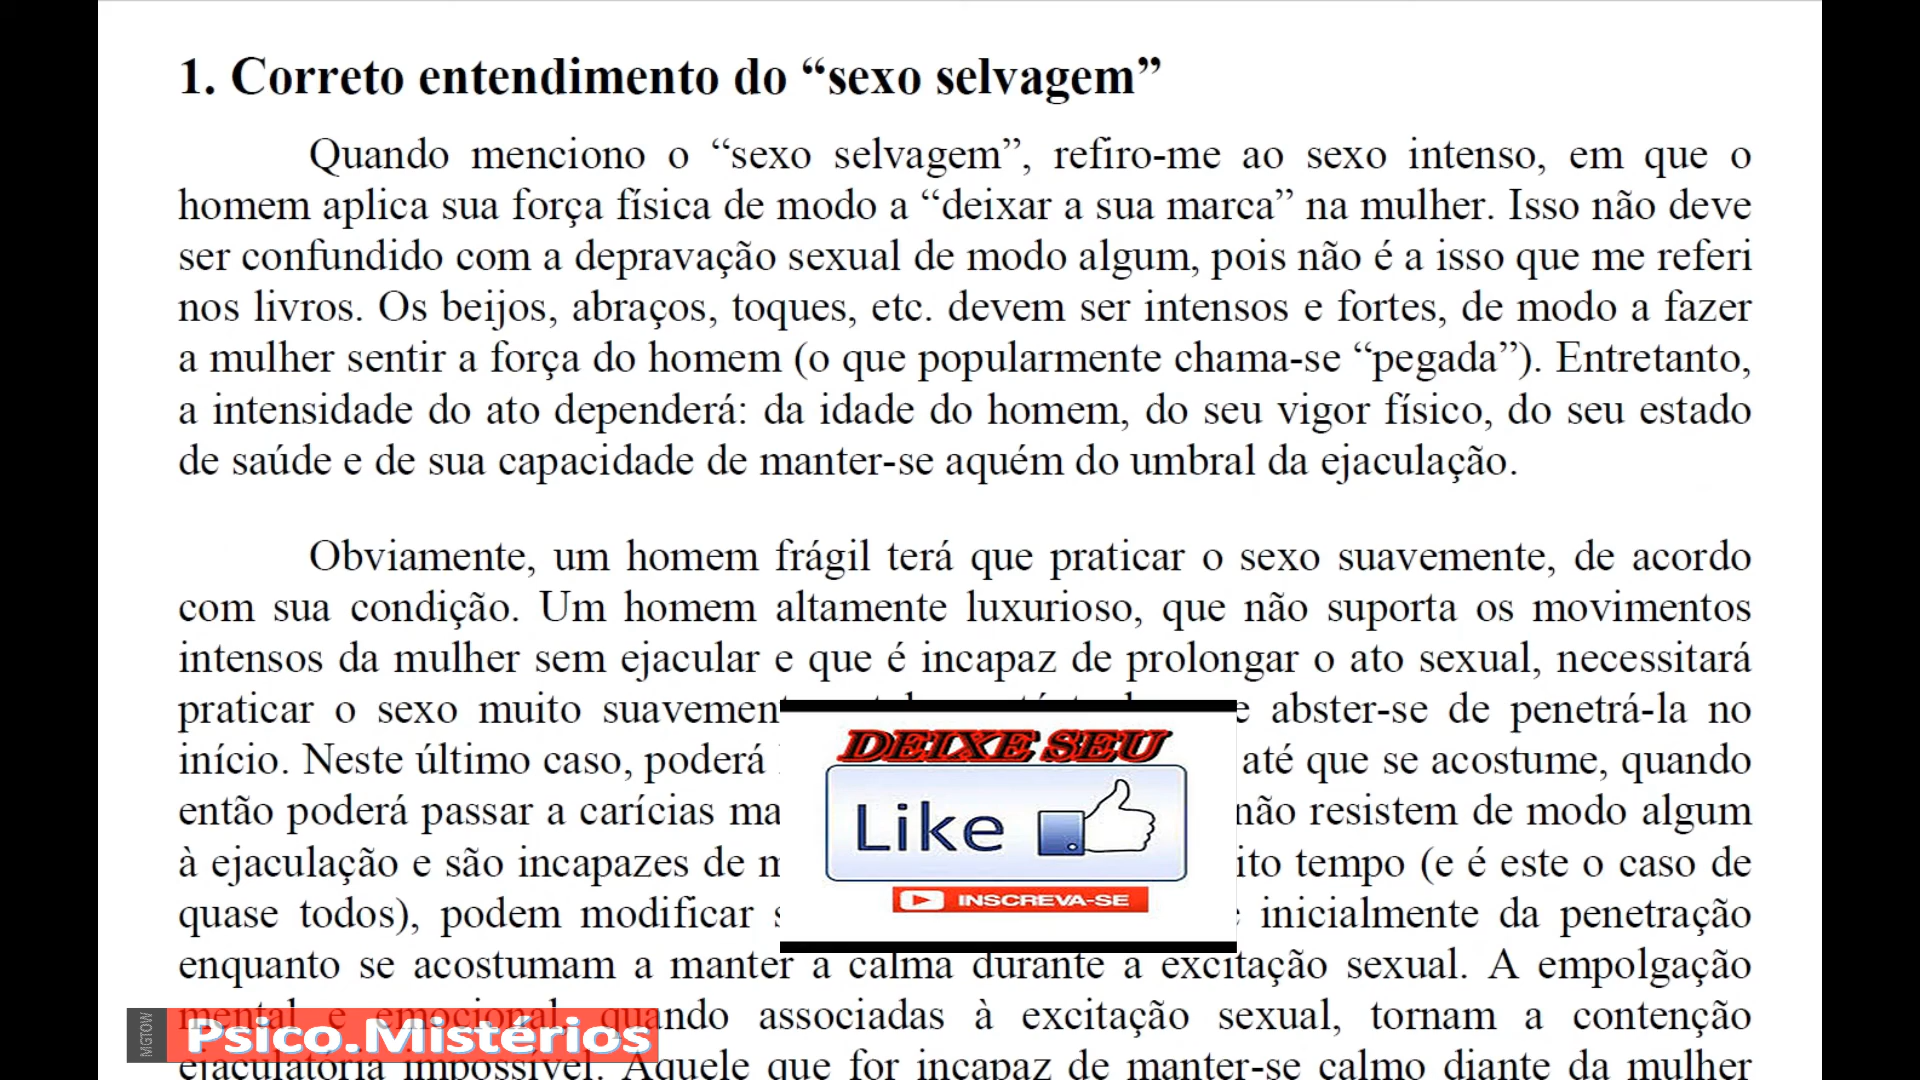 1. Correto entendimento do “sexo selvagem”
Quando menciono o “sexo selvagem”, refiro-me ao sexo intenso, em que o
homem aplica sua força física de modo a “deixar a sua marca” na mulher. Isso não deve
ser confundido com a depravação sexual de modo algum, pois não é a isso que me referi
nos livros. Os beijos, abraços, toques, etc. devem ser intensos e fortes, de modo a fazer
a mulher sentir a força do homem (o que popularmente chama-se “pegada”). Entretanto,
a intensidade do ato dependerá: da idade do homem, do seu vigor físico, do seu estado
de saúde e de sua capacidade de manter-se aquém do umbral da ejaculação.
Obviamente, um homem frágil terá que praticar o sexo suavemente, de acordo
com sua condição. Um homem altamente luxurioso, que não suporta os movimentos
intensos da mulher sem ejacular e que é incapaz de prolongar o ato sexual, necessitará
praticar o sexo muito abster-se de penetrá-la no
início. Neste último caso, poderá até que se acostume, quando
então poderá passar a carícias não resistem de modo algum
à ejaculação e são incapazes de tempo (e é este o caso de
quase todos), podem modificar inicialmente da penetração
enquanto se acostumam a manter a calma durante a excitação sexual. A empolgação
mental e emocional, quando associadas à excitação sexual, tornam a contenção
ejaculatória impossível. Aquele que for incapaz de manter-se calmo diante da mulher
DEIXE SEU
Like
INSCREVA-SE
MGTOW
Psico.Mistérios